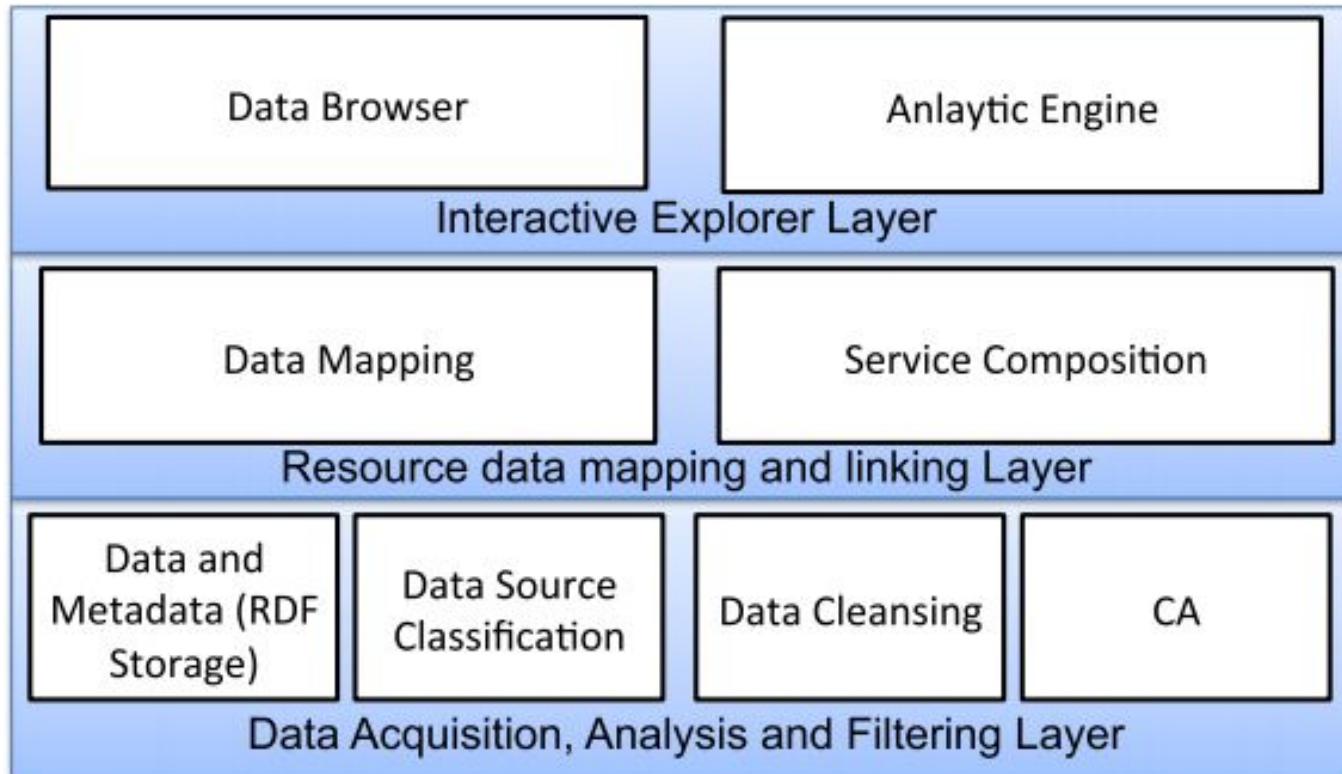 Data Browser
Anlaytic Engine
Interactive Explorer Layer
Data Mapping
Service Composition
Resource data mapping and linking Layer
Data and
Metadata (RDF
Storage)
Data Source
Classification
Data Cleansing
CA
Data Acquisition, Analysis and Filtering Layer